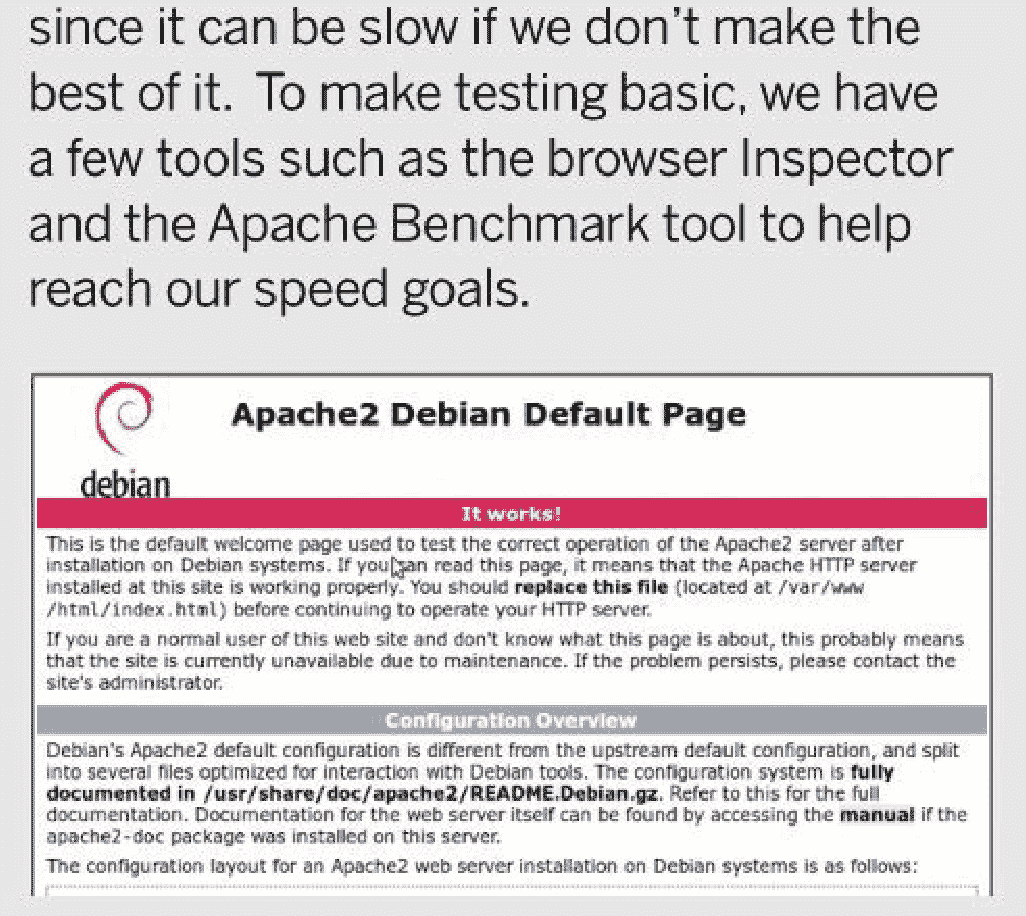 since it can be slow if we don't make the
best of it. To make testing basic, we have
a few tools such as the browser Inspector
and the Apache Benchmark tool to help
reach our speed goals.
debian
Apache2 Debian Default Page
It works!
This is the default welcome page used to test the correct operation of the Apache2 server after
installation on Debian systems. If you can read this page, it means that the Apache HTTP server
installed at this site is working properly. You should replace this file (located at /var/www
/html/index.html) before continuing to operate your HTTP server.
If you are a normal user of this web site and don't know what this page is about, this probably means
that the site is currently unavailable due to maintenance. If the problem persists, please contact the
site's administrator.
Configuration Overview
Debian's Apache2 default configuration is different from the upstream default configuration, and split
into several files optimized for interaction with Debian tools. The configuration system is fully
documented in /usr/share/doc/apache2/README.Debian.gz. Refer to this for the full
documentation. Documentation for the web server itself can be found by accessing the manual if the
apache2-doc package was installed on this server.
The configuration layout for an Apache2 web server installation on Debian systems is as follows: